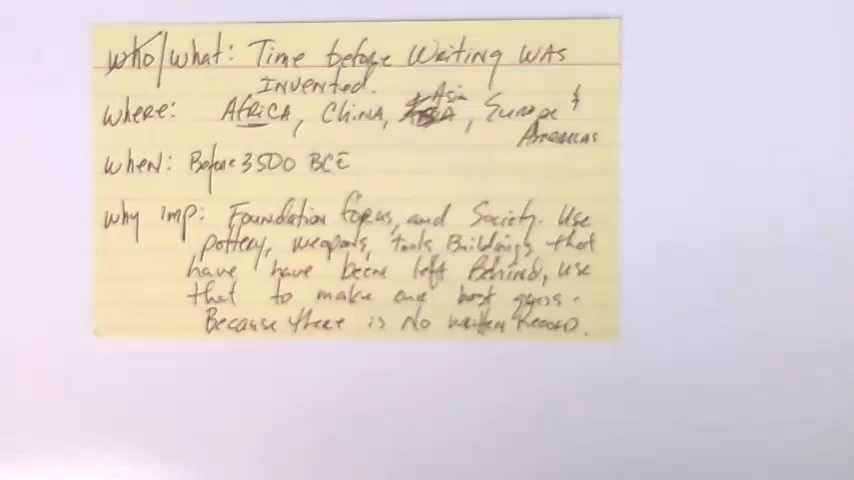 Who/What: Time before Writing was
Invented.
Where: Africa, China, Asia, Europe &
Americas
When: Before 3500 BCE
Why imp: Foundation for us, and Society. Use
pottery, weapons, tools Buildings that
have have been left Behind, use
that to make our best guess.
Because there is No written Record.